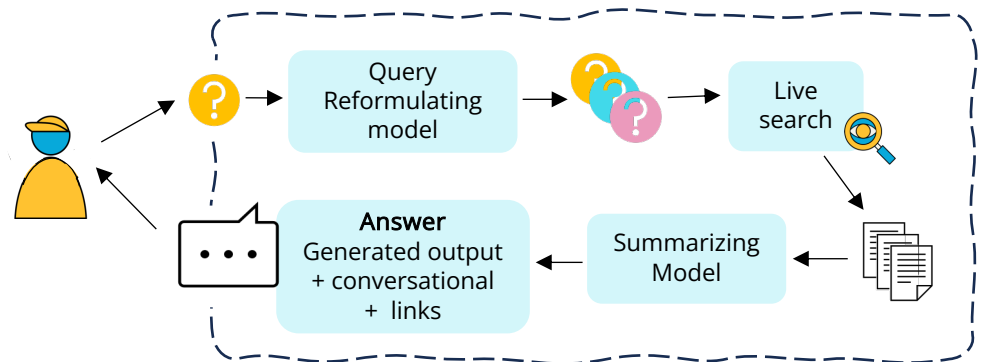 ?
Query
Reformulating
model
? ? ?
Live
search
Answer
Generated output
+ conversational
+ links
Summarizing
Model